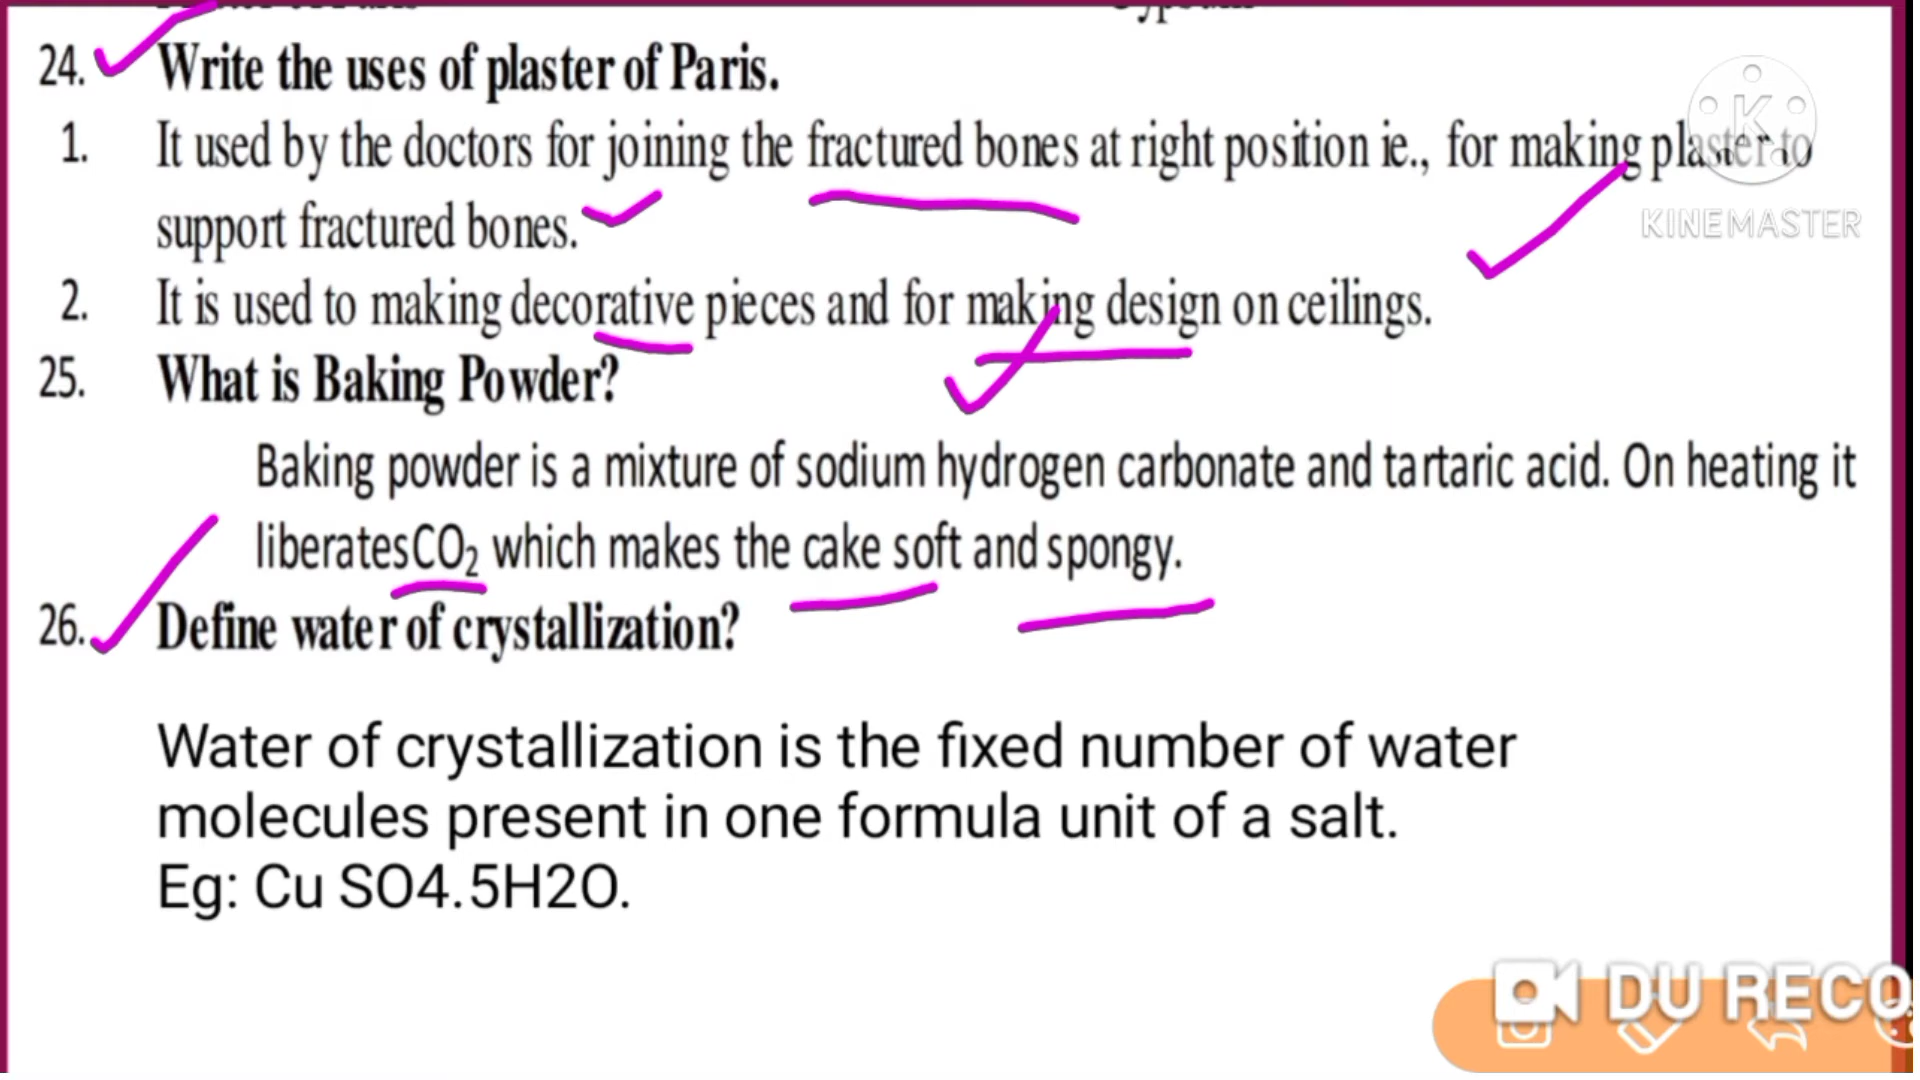 24. Write the uses of plaster of Paris.
1. It used by the doctors for joining the fractured bones at right position ie., for making plaster to
support fractured bones.
KINEMASTER
2. It is used to making decorative pieces and for making design on ceilings.
25. What is Baking Powder?
Baking powder is a mixture of sodium hydrogen carbonate and tartaric acid. On heating it
liberatesCO₂ which makes the cake soft and spongy.
26. Define water of crystallization?
Water of crystallization is the fixed number of water
molecules present in one formula unit of a salt.
Eg: Cu SO4.5H2O.
DU RECO